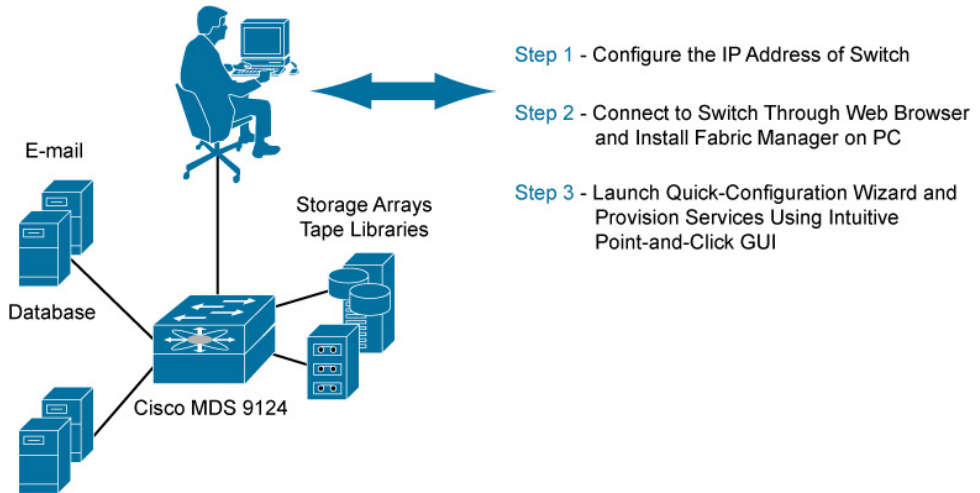 Step 1 - Configure the IP Address of Switch
Step 2 - Connect to Switch Through Web Browser
and Install Fabric Manager on PC
Step 3 - Launch Quick-Configuration Wizard and
Provision Services Using Intuitive
Point-and-Click GUI
E-mail
Storage Arrays
Tape Libraries
Database
Cisco MDS 9124